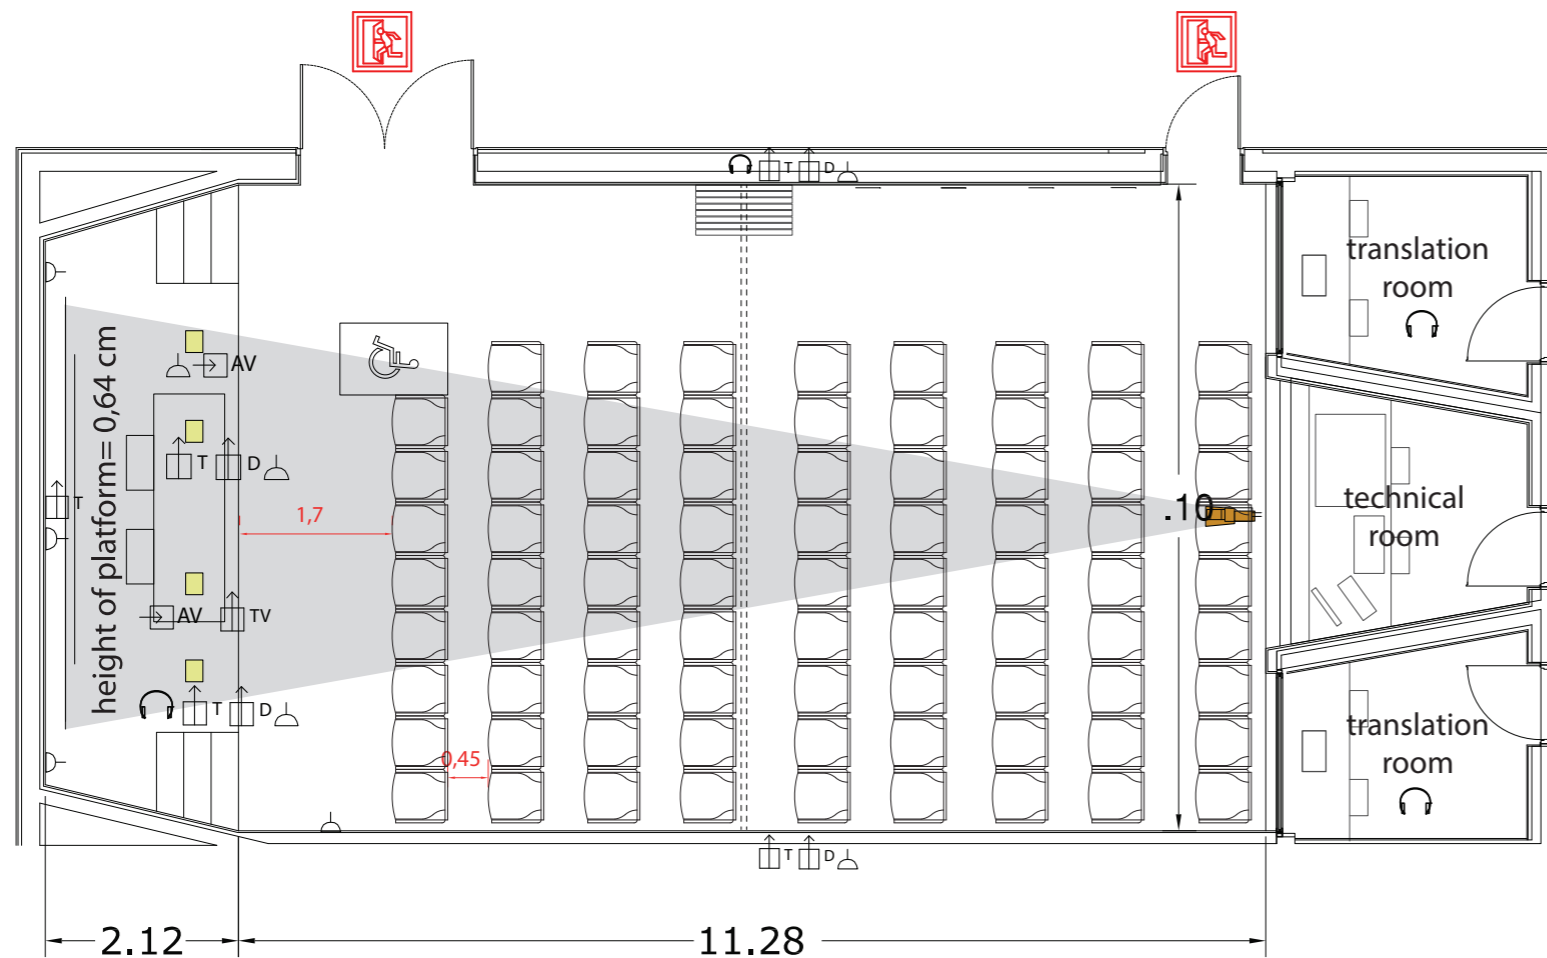 T
D
translation
room
height of platform= 0,64 cm
AV
T
D
T
1,7
.10
technical
room
AV
TV
T
D
0,45
translation
room
T
D
2.12
11.28